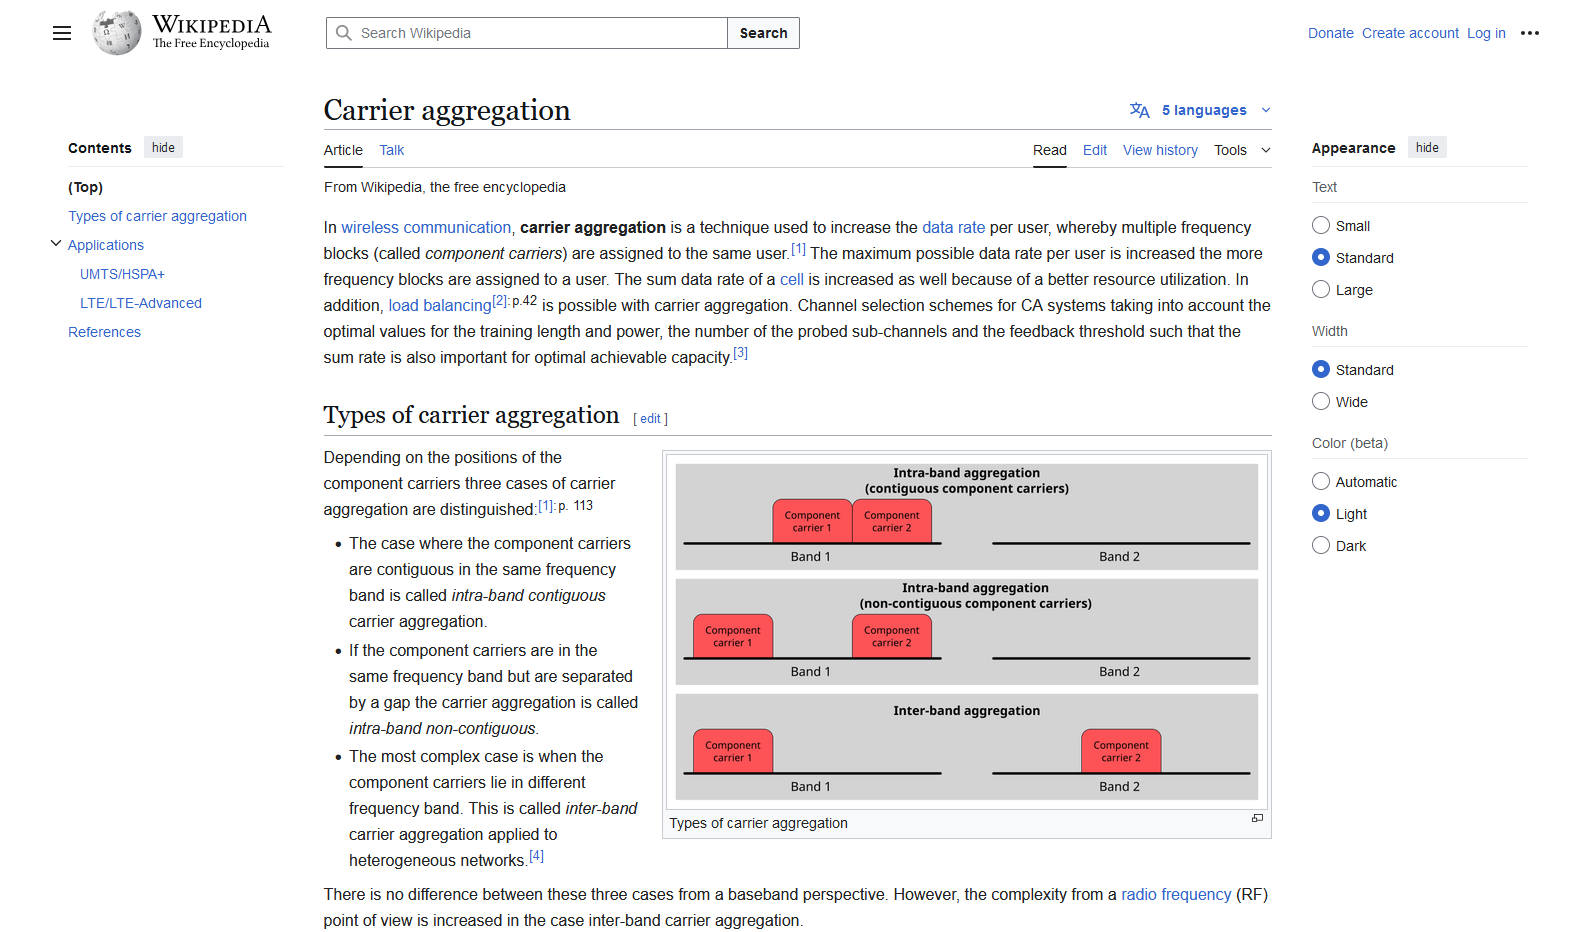 WIKIPEDIA
The Free Encyclopedia
Search Wikipedia
Search
Donate Create account Log in
Contents hide
(Top)
Types of carrier aggregation
Applications
UMTS/HSPA+
LTE/LTE-Advanced
References
Carrier aggregation
5 languages
Article Talk
Read Edit View history Tools
From Wikipedia, the free encyclopedia
In wireless communication, carrier aggregation is a technique used to increase the data rate per user, whereby multiple frequency
blocks (called component carriers) are assigned to the same user.[1] The maximum possible data rate per user is increased the more
frequency blocks are assigned to a user. The sum data rate of a cell is increased as well because of a better resource utilization. In
addition, load balancing[2]:p.42 is possible with carrier aggregation. Channel selection schemes for CA systems taking into account the
optimal values for the training length and power, the number of the probed sub-channels and the feedback threshold such that the
sum rate is also important for optimal achievable capacity.[3]
Types of carrier aggregation [ edit ]
Depending on the positions of the
component carriers three cases of carrier
aggregation are distinguished:[1]:p. 113
• The case where the component carriers
are contiguous in the same frequency
band is called intra-band contiguous
carrier aggregation.
• If the component carriers are in the
same frequency band but are separated
by a gap the carrier aggregation is called
intra-band non-contiguous.
• The most complex case is when the
component carriers lie in different
frequency band. This is called inter-band
carrier aggregation applied to
heterogeneous networks.[4]
Intra-band aggregation
(contiguous component carriers)
Component carrier 1
Component carrier 2
Band 1
Band 2
Intra-band aggregation
(non-contiguous component carriers)
Component carrier 1
Component carrier 2
Band 1
Band 2
Inter-band aggregation
Component carrier 1
Component carrier 2
Band 1
Band 2
Types of carrier aggregation
There is no difference between these three cases from a baseband perspective. However, the complexity from a radio frequency (RF)
point of view is increased in the case inter-band carrier aggregation.
Appearance hide
Text
Small
Standard
Large
Width
Standard
Wide
Color (beta)
Automatic
Light
Dark